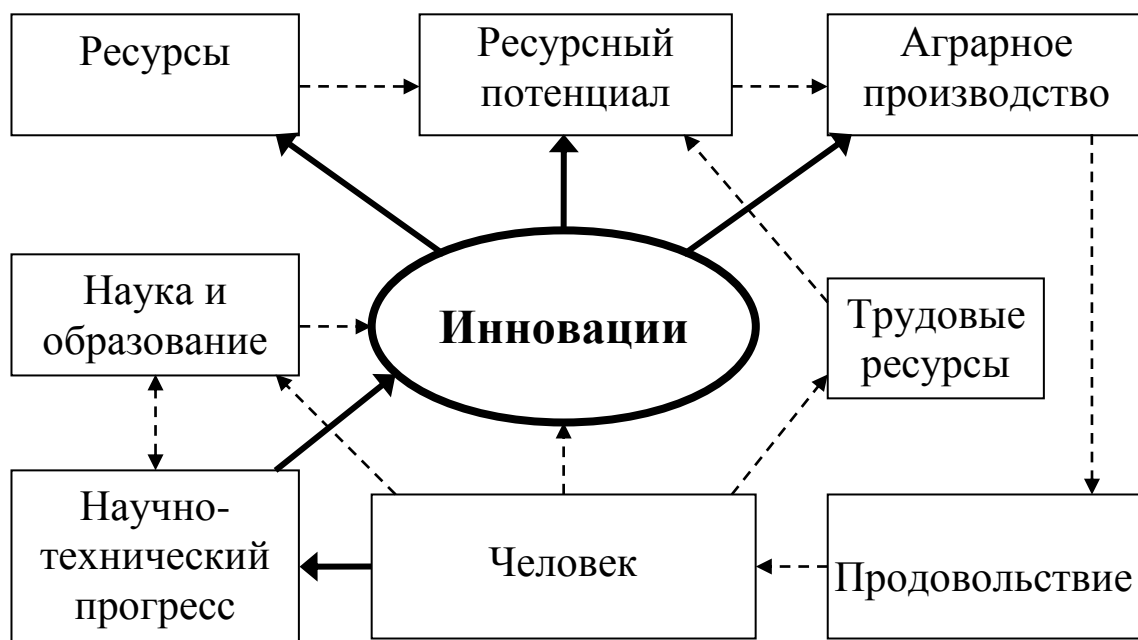 Ресурсы
Ресурсный
потенциал
Аграрное
производство
Наука и
образование
Инновации
Трудовые
ресурсы
Научно-
технический
прогресс
Человек
Продовольствие